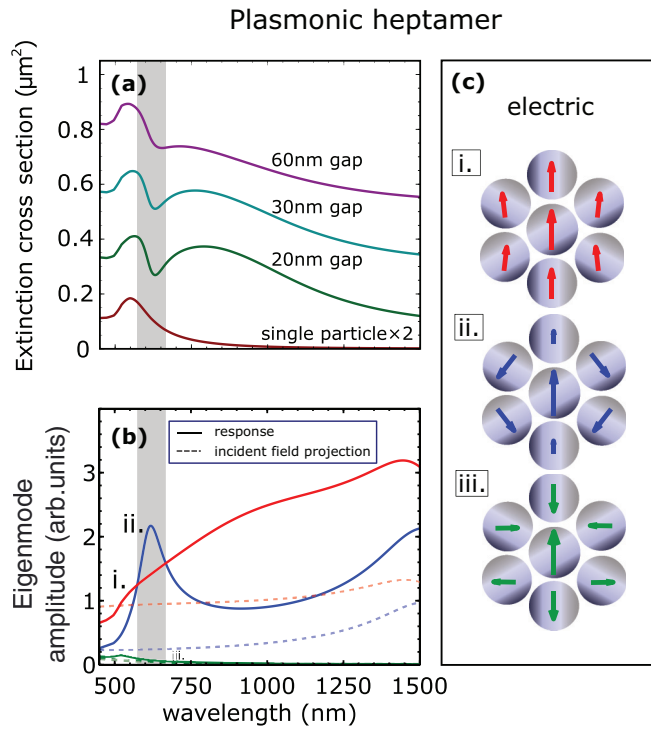 Plasmonic heptamer
(a)
Extinction cross section (µm²)
1
0.8
0.6
0.4
0.2
0
60nm gap
30nm gap
20nm gap
single particle×2
(b)
response
incident field projection
Eigenmode
amplitude (arb.units)
3
2
1
0
i.
ii.
iii.
500
750
1000
1250
1500
wavelength (nm)
(c)
electric
i.
ii.
iii.